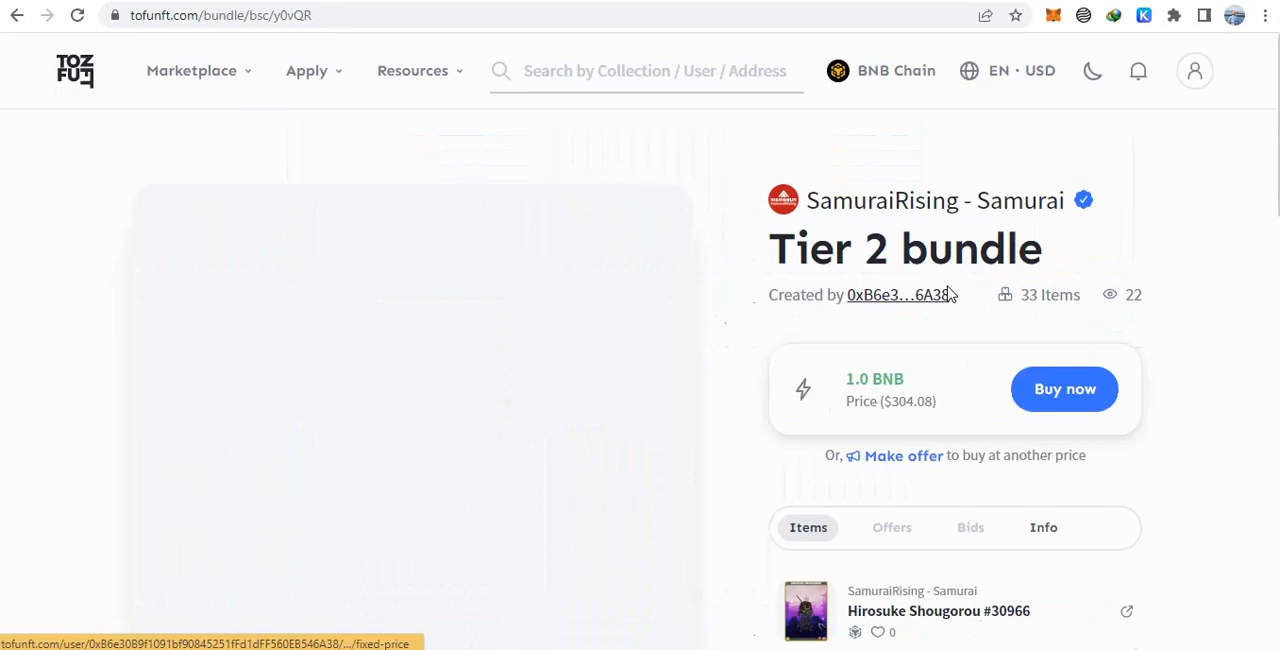 tofunft.com/bundle/bsc/y0vQR
TOZ
FUN
Marketplace
Apply
Resources
Search by Collection / User / Address
BNB Chain
EN · USD
SamuraiRising - Samurai
Tier 2 bundle
Created by 0xB6e3...6A38
33 Items
22
1.0 BNB
Price ($304.08)
Buy now
Or, Make offer to buy at another price
Items
Offers
Bids
Info
SamuraiRising - Samurai
Hirosuke Shougorou #30966
0
tofunft.com/user/0xB6e30B9f1091bf90845251fFd1dFF560EB546A38/.../fixed-price